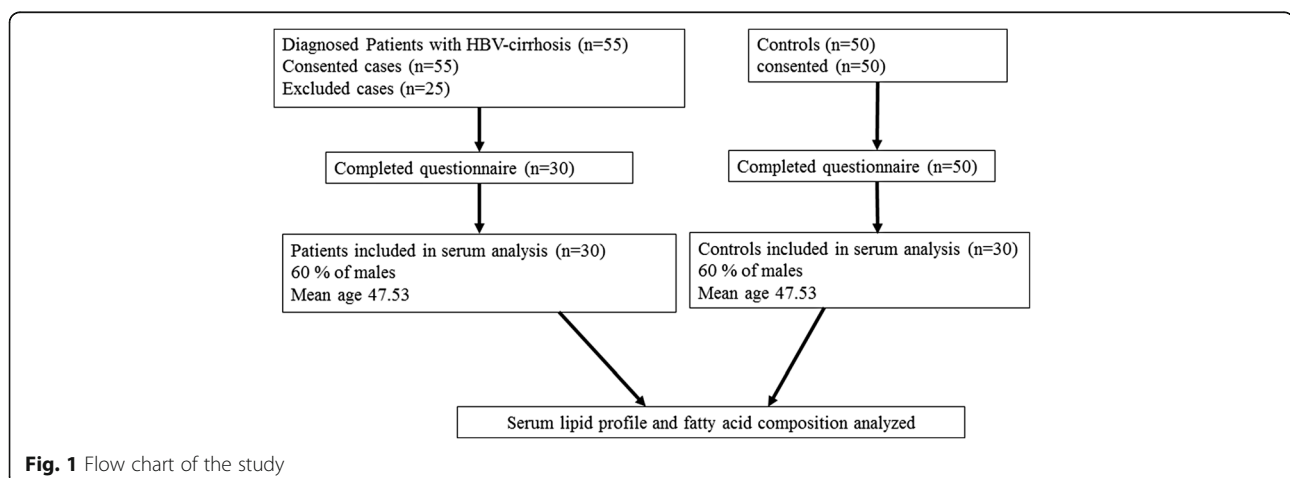 Diagnosed Patients with HBV-cirrhosis (n=55)
Consented cases (n=55)
Excluded cases (n=25)
Controls (n=50)
consented (n=50)
Completed questionnaire (n=30)
Completed questionnaire (n=50)
Patients included in serum analysis (n=30)
60 % of males
Mean age 47.53
Controls included in serum analysis (n=30)
60 % of males
Mean age 47.53
Serum lipid profile and fatty acid composition analyzed
Fig. 1 Flow chart of the study